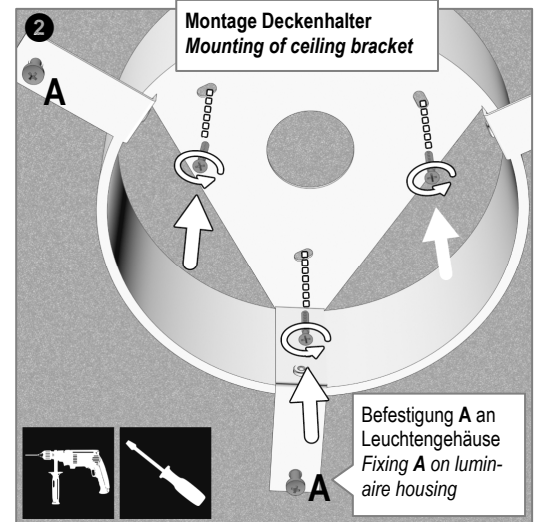 2
Montage Deckenhalter
Mounting of ceiling bracket
A
Befestigung A an
Leuchtengehäuse
Fixing A on lumin-
aire housing
A